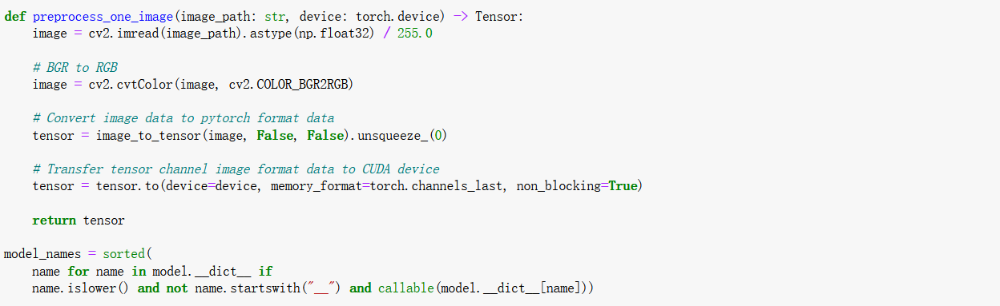 def preprocess_one_image(image_path: str, device: torch.device) -> Tensor:
    image = cv2.imread(image_path).astype(np.float32) / 255.0

    # BGR to RGB
    image = cv2.cvtColor(image, cv2.COLOR_BGR2RGB)

    # Convert image data to pytorch format data
    tensor = image_to_tensor(image, False, False).unsqueeze_(0)

    # Transfer tensor channel image format data to CUDA device
    tensor = tensor.to(device=device, memory_format=torch.channels_last, non_blocking=True)

    return tensor

model_names = sorted(
    name for name in model.__dict__ if
    name.islower() and not name.startswith("__") and callable(model.__dict__[name]))